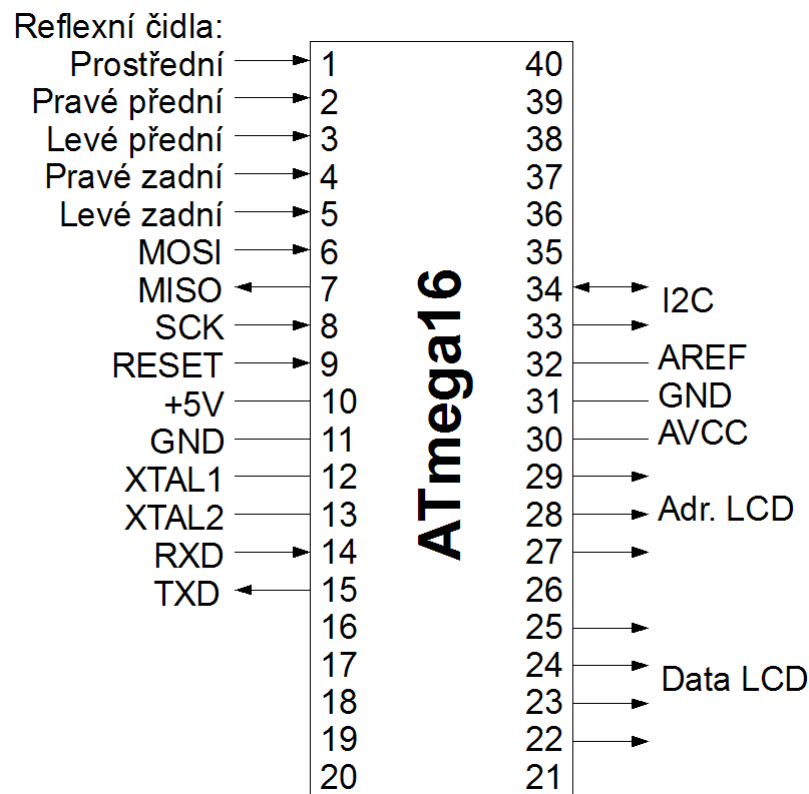 Reflexní čidla:
Prostřední 1 40
Pravé přední 2 39
Levé přední 3 38
Pravé zadní 4 37
Levé zadní 5 36
MOSI 6 35
MISO 7 34
I2C
SCK 8 33
RESET 9 32 AREF
+5V 10 31 GND
GND 11 30 AVCC
XTAL1 12 29
XTAL2 13 28 Adr. LCD
RXD 14 27
TXD 15 26
16 25
17 24
Data LCD
18 23
19 22
20 21
ATmega16